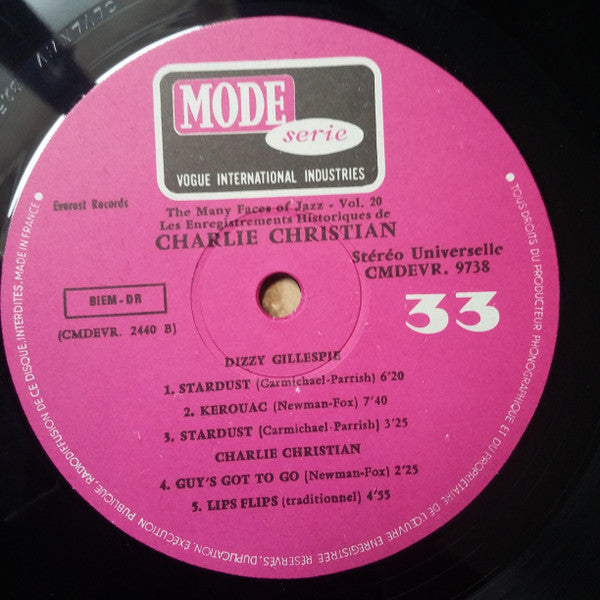 MODE
serie
VOGUE INTERNATIONAL INDUSTRIES
Everest Records
The Many Faces of Jazz - Vol. 20
Les Enregistrements Historiques de
CHARLIE CHRISTIAN
Stéréo Universelle
CMDEVR. 9738
BIEM-DR
(CMDEVR. 2440 B)
33
DIZZY GILLESPIE
1. STARDUST (Carmichael-Parrish) 6'20
2. KEROUAC (Newman-Fox) 7'40
3. STARDUST (Carmichael-Parrish) 3'25
CHARLIE CHRISTIAN
4. GUY'S GOT TO GO (Newman-Fox) 2'25
5. LIPS FLIPS (traditionnel) 4'55
• TOUS DROITS DU PRODUCTEUR PHONOGRAPHIQUE ET DU PROPRIETAIRE DE L'ŒUVRE ENREGISTREE RESERVES, DUPLICATION, EXECUTION PUBLIQUE, RADIODIFFUSION DE CE DISQUE, INTERDITES. MADE IN FRANCE •